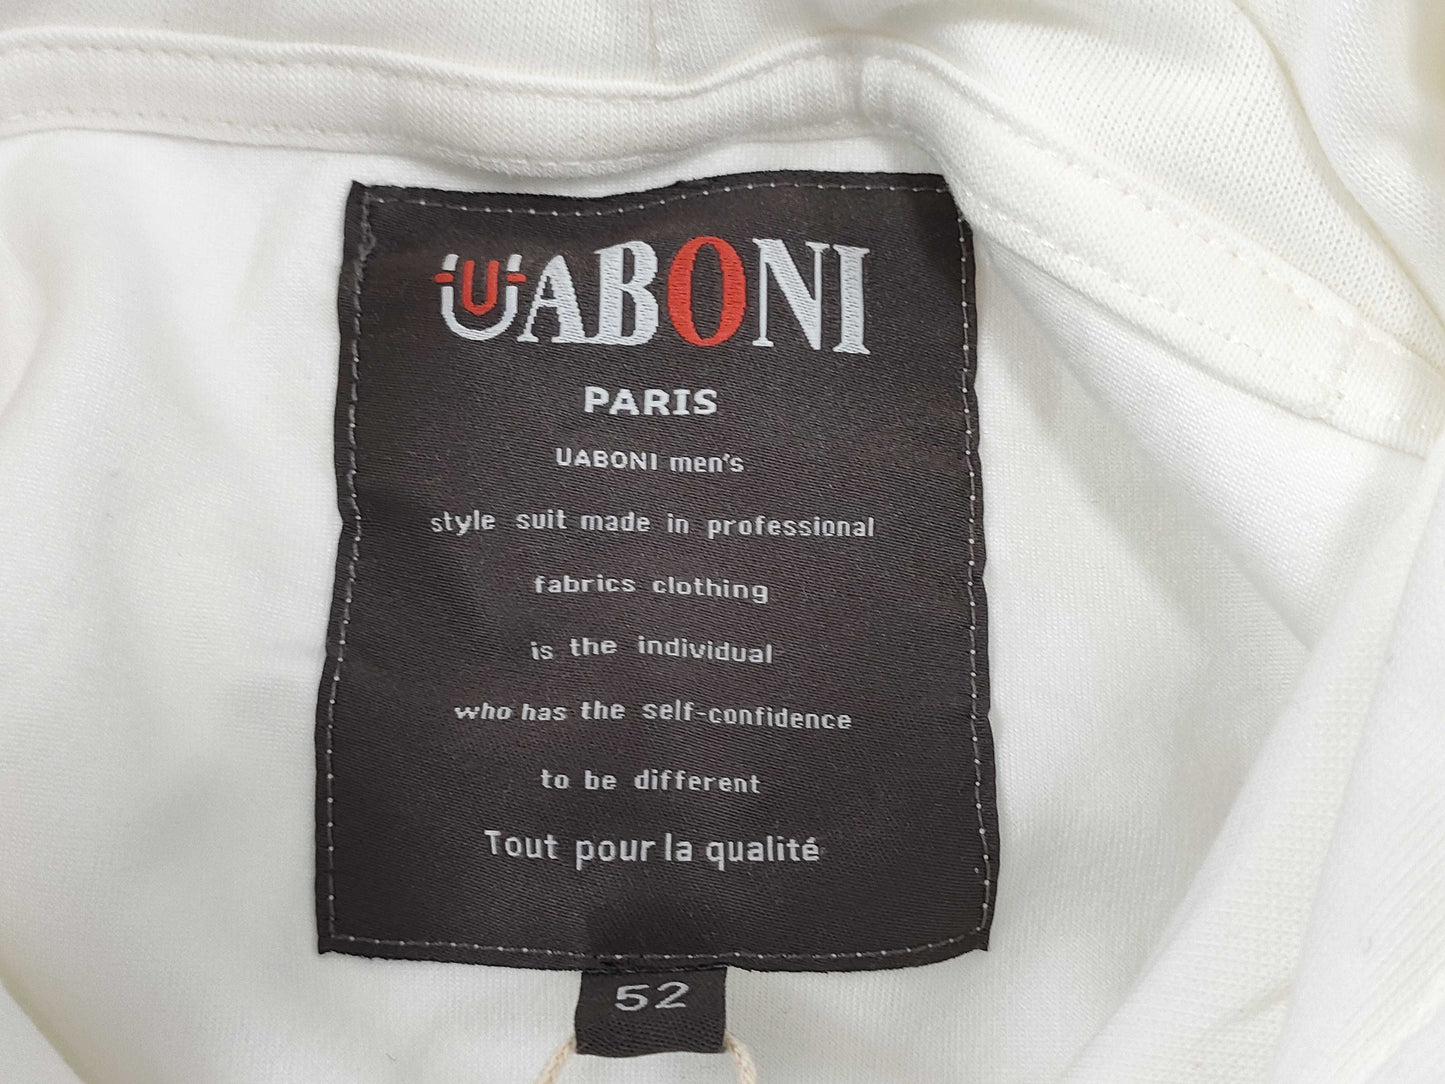 UABONI
PARIS
UABONI men's
style suit made in professional
fabrics clothing
is the individual
who has the self-confidence
to be different
Tout pour la qualité
52